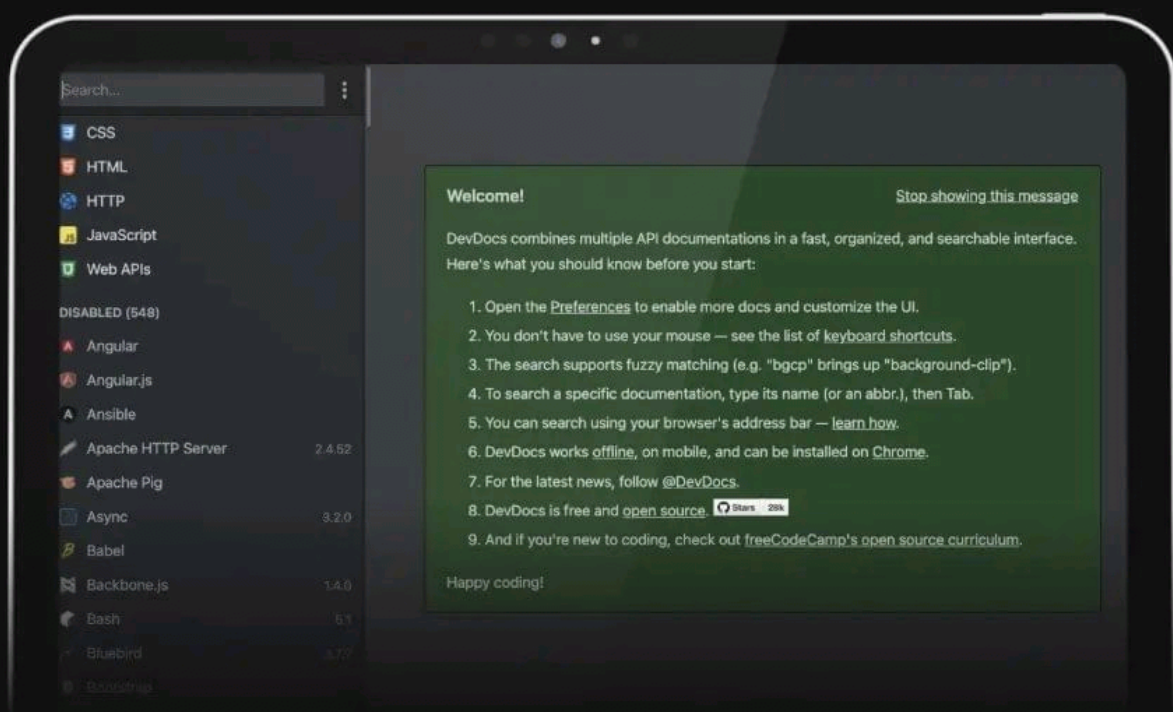 Search...
CSS
HTML
HTTP
JavaScript
Web APIs
DISABLED (548)
Angular
Angular.js
Ansible
Apache HTTP Server 2.4.52
Apache Pig
Async 3.2.0
Babel
Backbone.js 1.4.0
Bash 5.1
Bluebird 3.7.2
Bootstrap
Welcome! Stop showing this message
DevDocs combines multiple API documentations in a fast, organized, and searchable interface.
Here's what you should know before you start:
1. Open the Preferences to enable more docs and customize the UI.
2. You don't have to use your mouse — see the list of keyboard shortcuts.
3. The search supports fuzzy matching (e.g. "bgcp" brings up "background-clip").
4. To search a specific documentation, type its name (or an abbr.), then Tab.
5. You can search using your browser's address bar — learn how.
6. DevDocs works offline, on mobile, and can be installed on Chrome.
7. For the latest news, follow @DevDocs.
8. DevDocs is free and open source. Stars 28k
9. And if you're new to coding, check out freeCodeCamp's open source curriculum.
Happy coding!